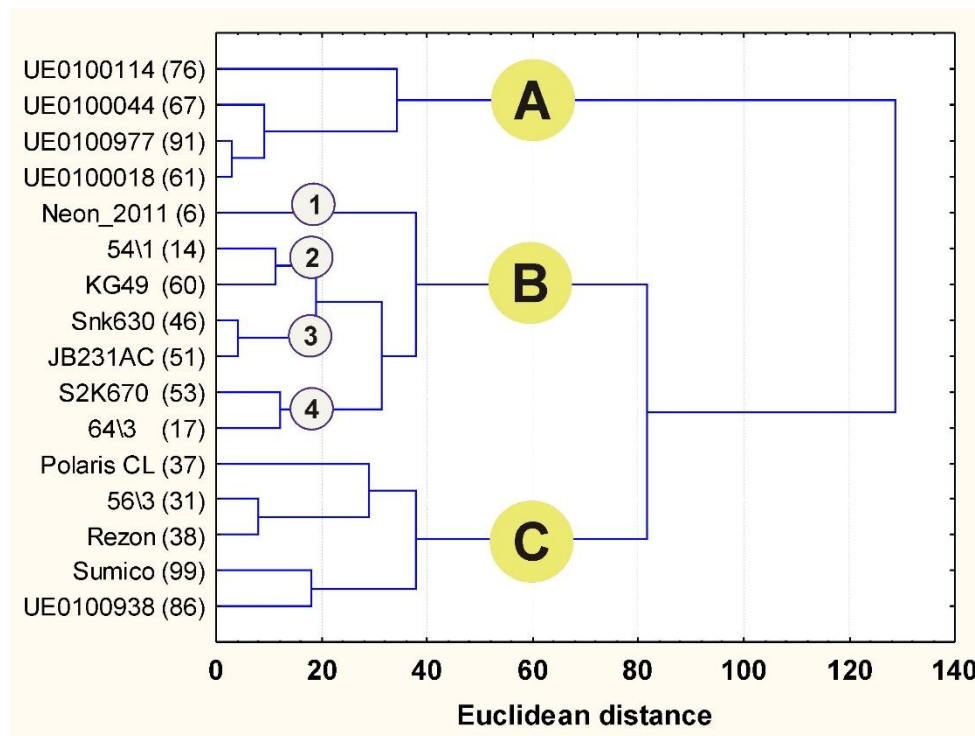 UE0100114 (76)
A
UE0100044 (67)
UE0100977 (91)
UE0100018 (61)
Neon_2011 (6)
1
54\1 (14)
2
KG49 (60)
B
Snk630 (46)
3
JB231AC (51)
S2K670 (53)
4
64\3 (17)
Polaris CL (37)
56\3 (31)
Rezon (38)
C
Sumico (99)
UE0100938 (86)
0 20 40 60 80 100 120 140
Euclidean distance